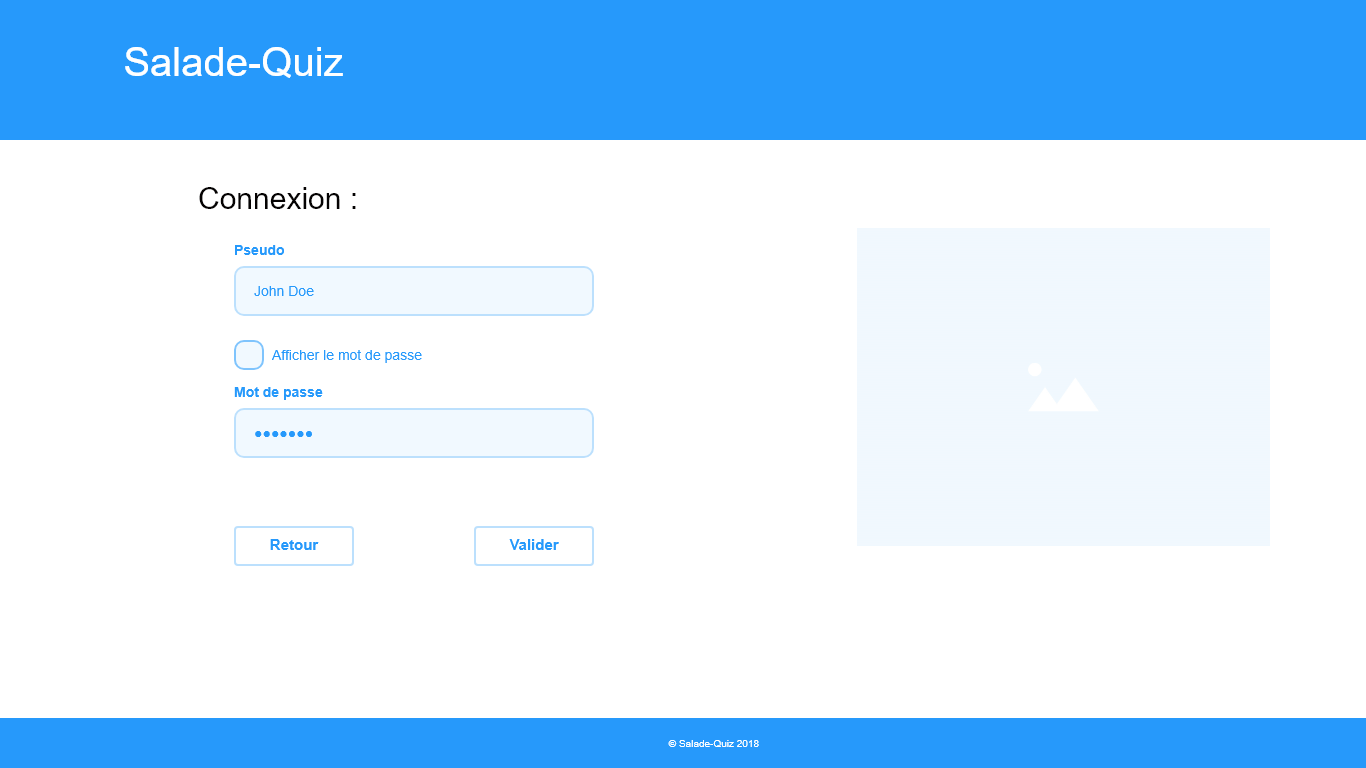 Salade-Quiz
Connexion :
Pseudo
John Doe
Afficher le mot de passe
Mot de passe
•••••••
Retour
Valider
© Salade-Quiz 2018